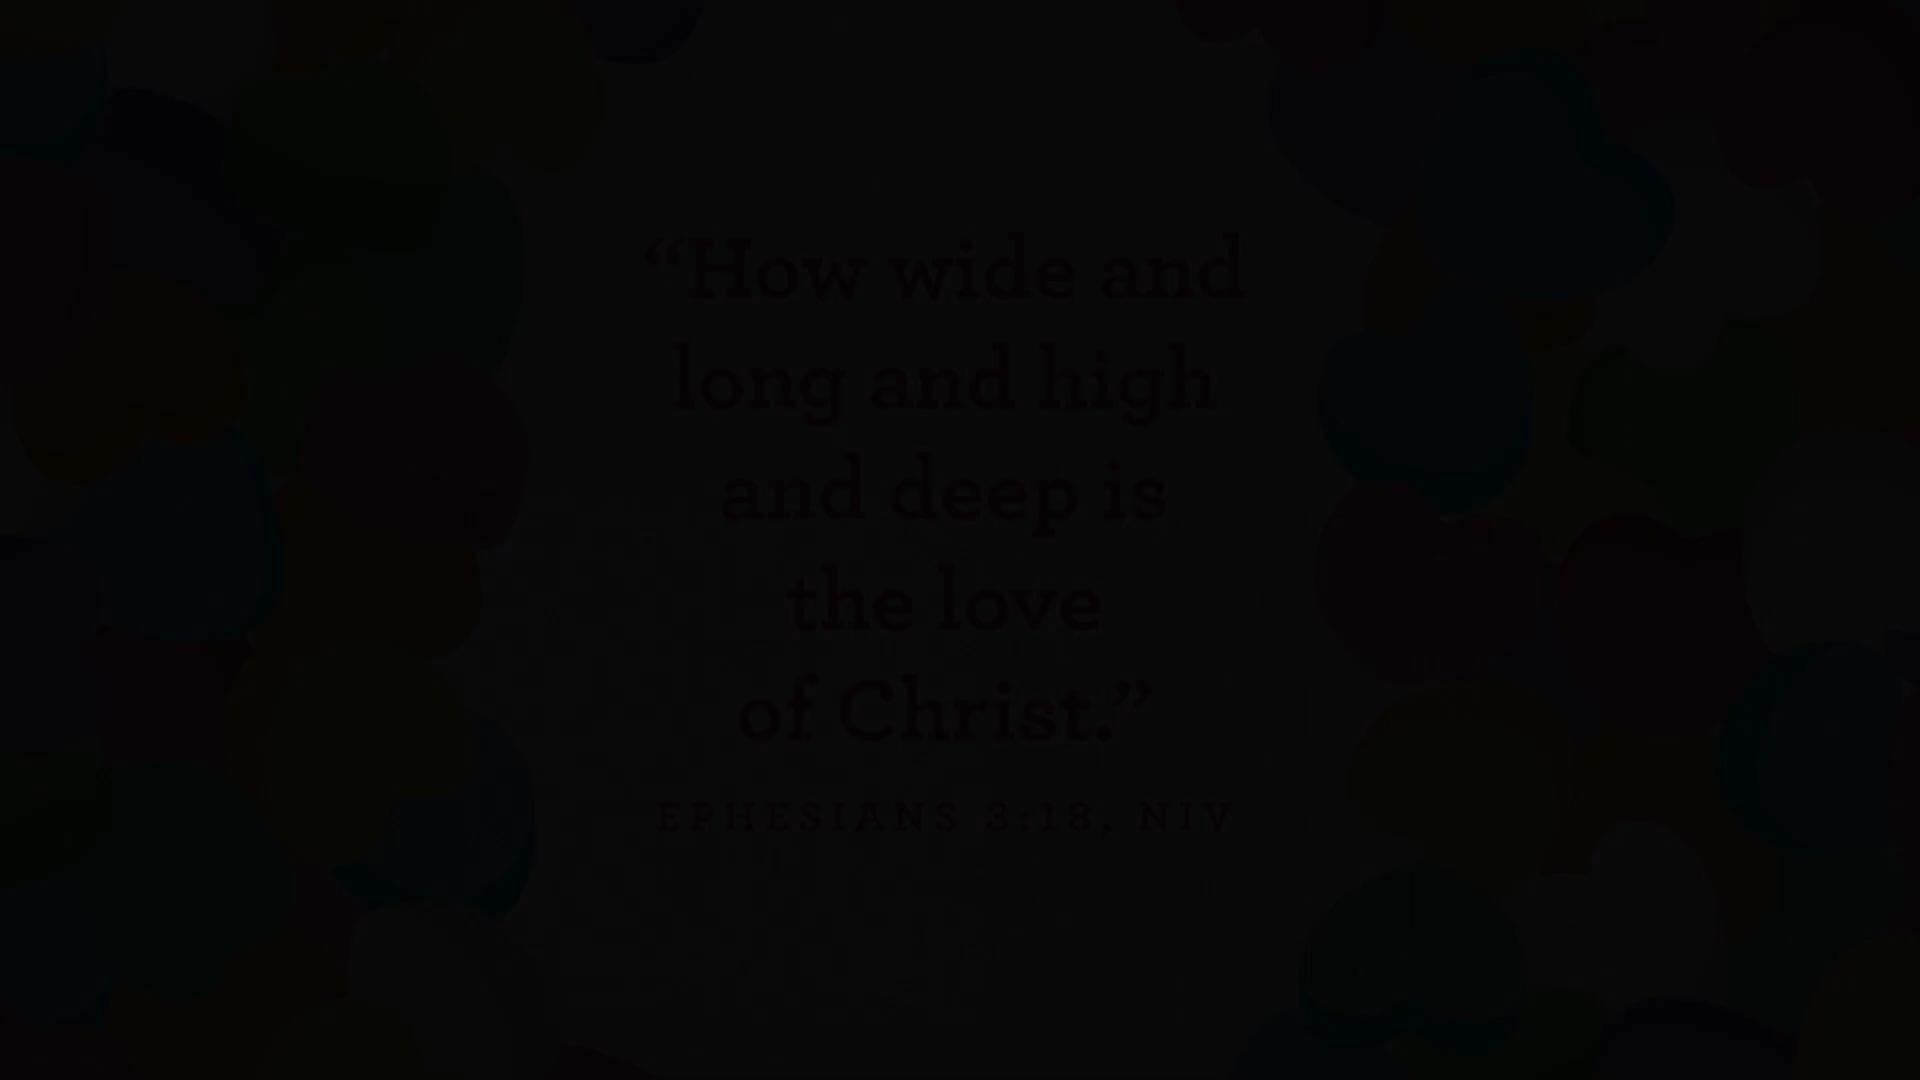 “How wide and
long and high
and deep is
the love
of Christ.”
EPHESIANS 3:18, NIV